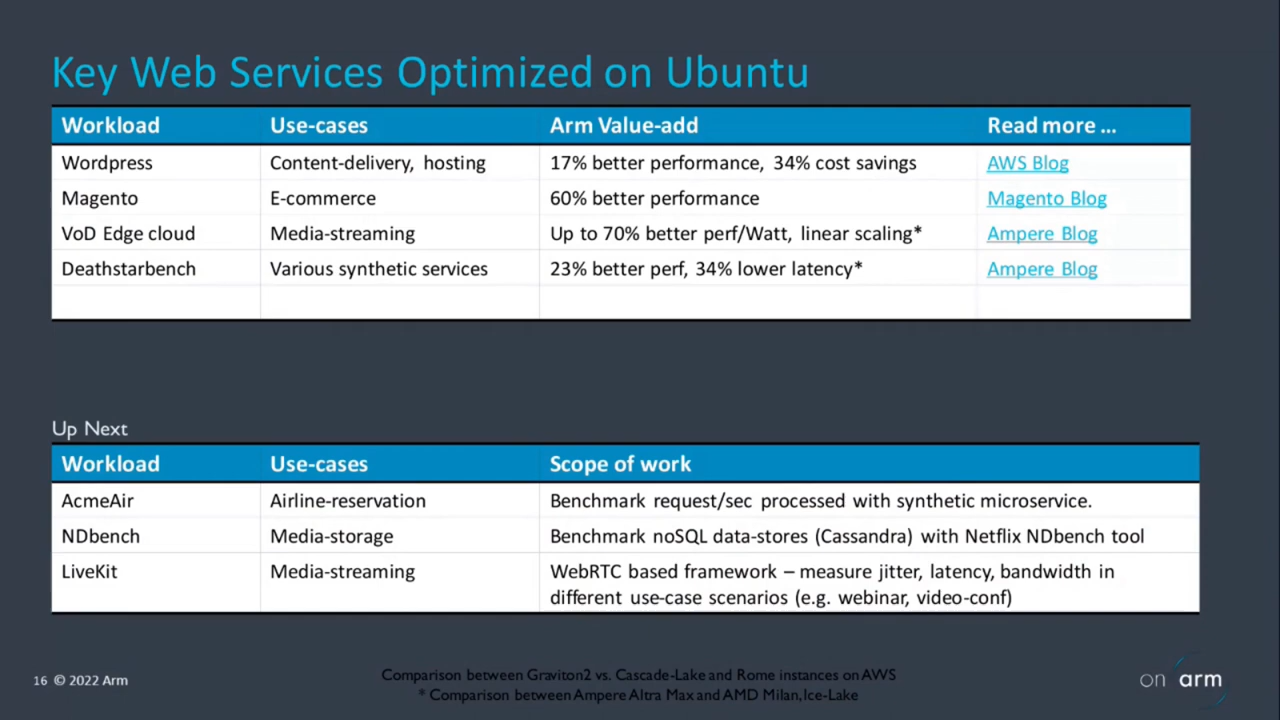 Key Web Services Optimized on Ubuntu
Workload Use-cases Arm Value-add Read more ...
Wordpress Content-delivery, hosting 17% better performance, 34% cost savings AWS Blog
Magento E-commerce 60% better performance Magento Blog
VoD Edge cloud Media-streaming Up to 70% better perf/Watt, linear scaling* Ampere Blog
Deathstarbench Various synthetic services 23% better perf, 34% lower latency* Ampere Blog
Up Next
Workload Use-cases Scope of work
AcmeAir Airline-reservation Benchmark request/sec processed with synthetic microservice.
NDbench Media-storage Benchmark noSQL data-stores (Cassandra) with Netflix NDbench tool
LiveKit Media-streaming WebRTC based framework – measure jitter, latency, bandwidth in
different use-case scenarios (e.g. webinar, video-conf)
Comparison between Graviton2 vs. Cascade-Lake and Rome instances on AWS
16 © 2022 Arm
* Comparison between Ampere Altra Max and AMD Milan, Ice-Lake
on arm